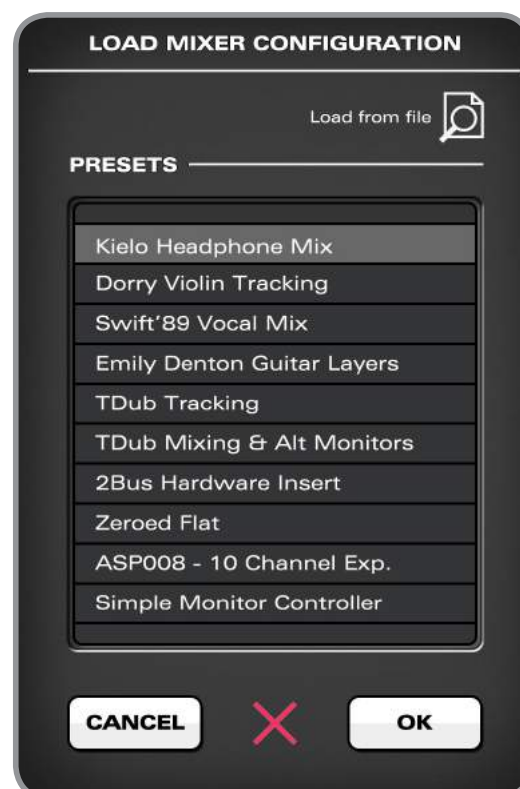 LOAD MIXER CONFIGURATION
Load from file
PRESETS
Kielo Headphone Mix
Dorry Violin Tracking
Swift'89 Vocal Mix
Emily Denton Guitar Layers
TDub Tracking
TDub Mixing & Alt Monitors
2Bus Hardware Insert
Zeroed Flat
ASP008 - 10 Channel Exp.
Simple Monitor Controller
CANCEL
OK